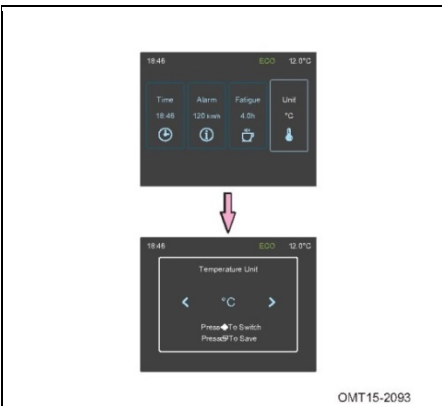 18:46 ECO 12.0°C
Time Alarm Fatigue Unit
18:46 120 km/h 4.0h °C
18:46 ECO 12.0°C
Temperature Unit
°C
Press To Switch
Press To Save
OMT15-2093